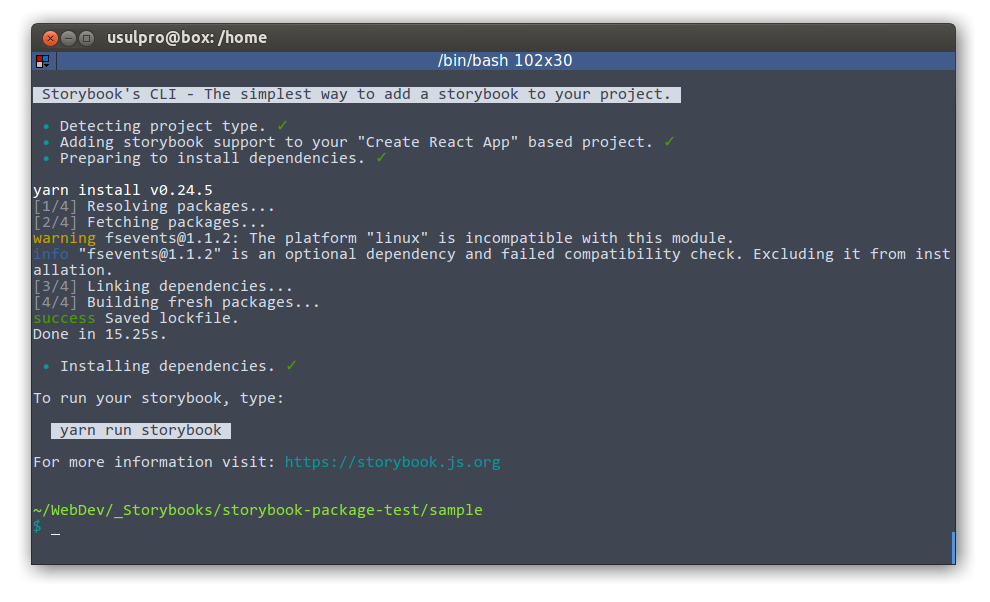 usulpro@box: /home
/bin/bash 102x30
Storybook's CLI - The simplest way to add a storybook to your project.
• Detecting project type. ✓
• Adding storybook support to your "Create React App" based project. ✓
• Preparing to install dependencies. ✓
yarn install v0.24.5
[1/4] Resolving packages...
[2/4] Fetching packages...
warning fsevents@1.1.2: The platform "linux" is incompatible with this module.
info "fsevents@1.1.2" is an optional dependency and failed compatibility check. Excluding it from inst
allation.
[3/4] Linking dependencies...
[4/4] Building fresh packages...
success Saved lockfile.
Done in 15.25s.
• Installing dependencies. ✓
To run your storybook, type:
yarn run storybook
For more information visit: https://storybook.js.org
~/WebDev/_Storybooks/storybook-package-test/sample
$ _